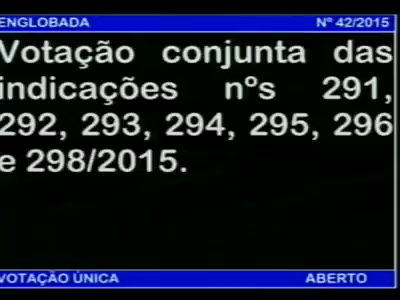 ENGLOBADA Nº 42/2015
Votação conjunta das
indicações nºs 291,
292, 293, 294, 295, 296
e 298/2015.
VOTAÇÃO ÚNICA ABERTO